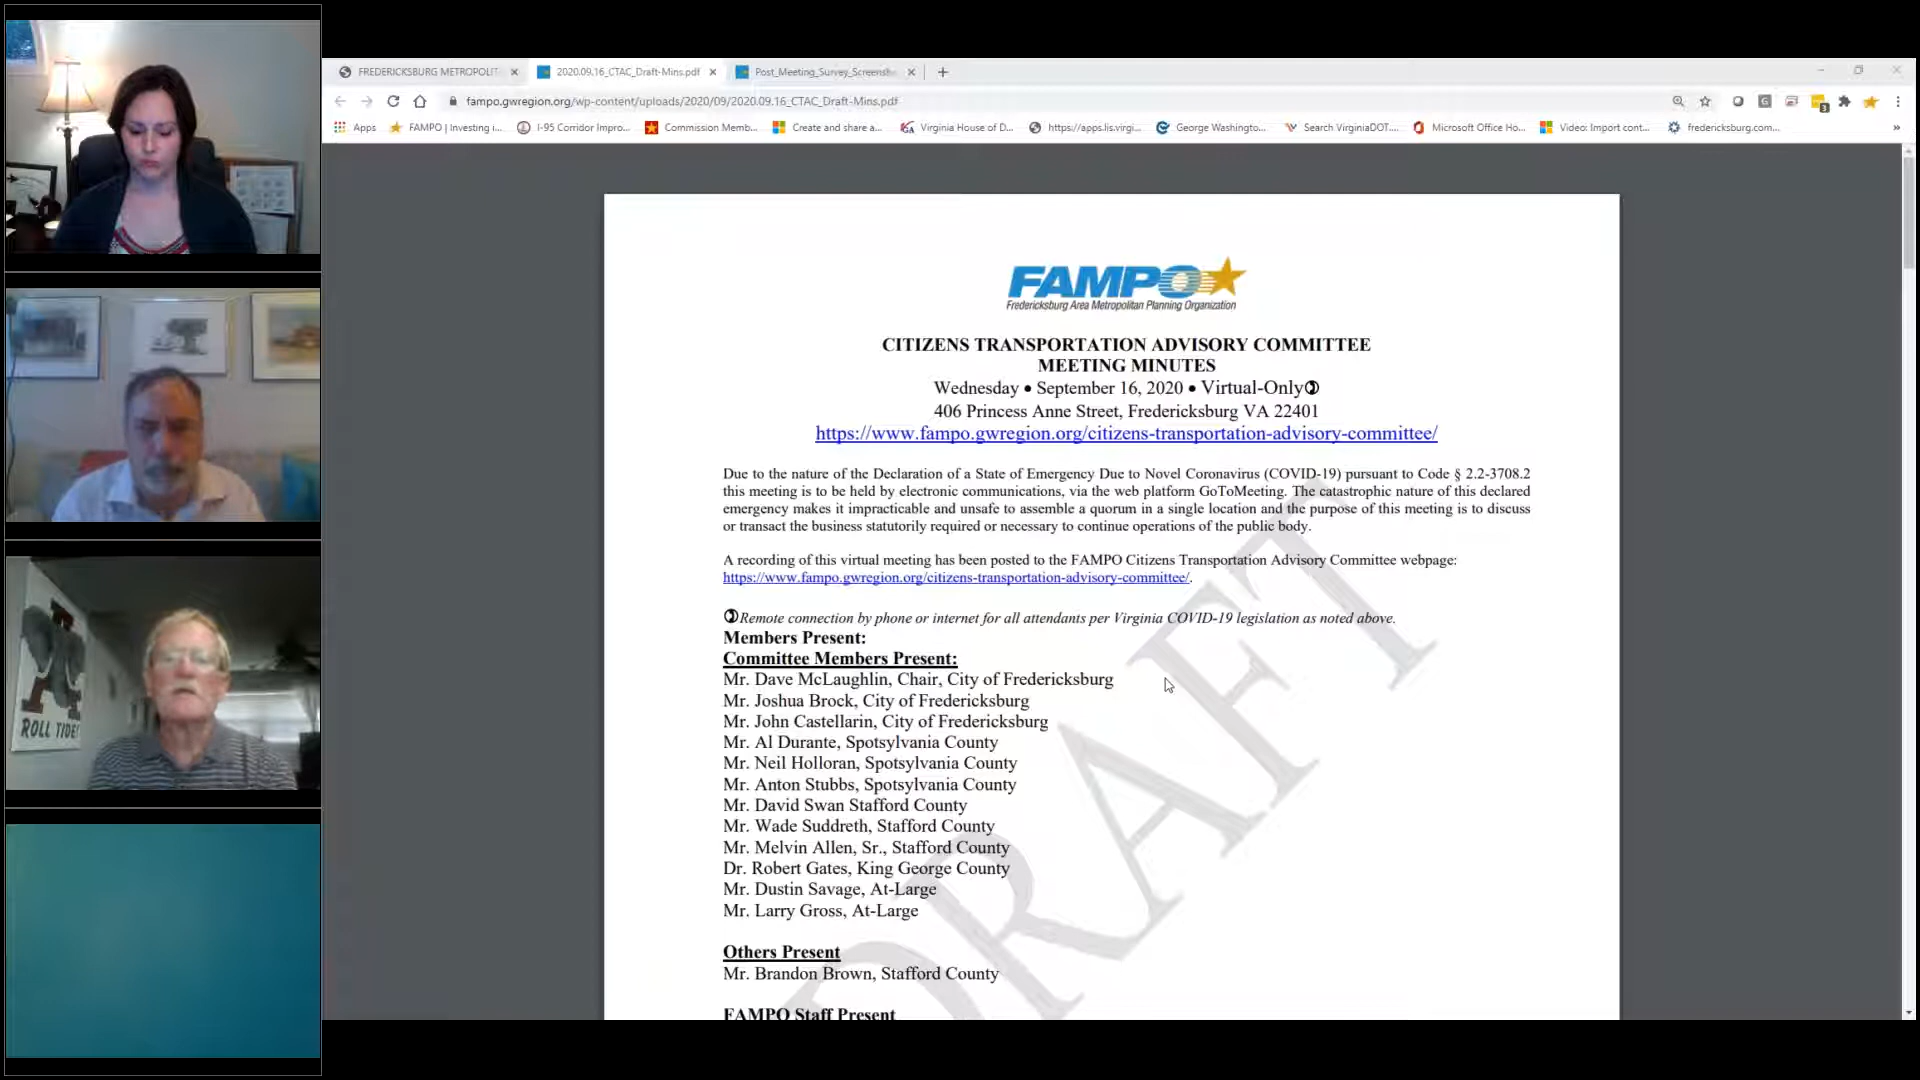 FREDERICKSBURG METROPOLIT
2020.09.16_CTAC_Draft-Mins.pdf
Post_Meeting_Survey_Screensh
fampo.gwregion.org/wp-content/uploads/2020/09/2020.09.16_CTAC_Draft-Mins.pdf
Apps
FAMPO | Investing i...
I-95 Corridor Impro...
Commission Memb...
Create and share a...
Virginia House of D...
https://apps.lis.virgi...
George Washingto...
Search VirginiaDOT....
Microsoft Office Ho...
Video: Import cont...
fredericksburg.com...
FAMPO
Fredericksburg Area Metropolitan Planning Organization
CITIZENS TRANSPORTATION ADVISORY COMMITTEE
MEETING MINUTES
Wednesday • September 16, 2020 • Virtual-Only
406 Princess Anne Street, Fredericksburg VA 22401
https://www.fampo.gwregion.org/citizens-transportation-advisory-committee/
Due to the nature of the Declaration of a State of Emergency Due to Novel Coronavirus (COVID-19) pursuant to Code § 2.2-3708.2
this meeting is to be held by electronic communications, via the web platform GoToMeeting. The catastrophic nature of this declared
emergency makes it impracticable and unsafe to assemble a quorum in a single location and the purpose of this meeting is to discuss
or transact the business statutorily required or necessary to continue operations of the public body.
A recording of this virtual meeting has been posted to the FAMPO Citizens Transportation Advisory Committee webpage:
https://www.fampo.gwregion.org/citizens-transportation-advisory-committee/.
Remote connection by phone or internet for all attendants per Virginia COVID-19 legislation as noted above.
Members Present:
Committee Members Present:
Mr. Dave McLaughlin, Chair, City of Fredericksburg
Mr. Joshua Brock, City of Fredericksburg
Mr. John Castellarin, City of Fredericksburg
Mr. Al Durante, Spotsylvania County
Mr. Neil Holloran, Spotsylvania County
Mr. Anton Stubbs, Spotsylvania County
Mr. David Swan Stafford County
Mr. Wade Suddreth, Stafford County
Mr. Melvin Allen, Sr., Stafford County
Dr. Robert Gates, King George County
Mr. Dustin Savage, At-Large
Mr. Larry Gross, At-Large
Others Present
Mr. Brandon Brown, Stafford County
FAMPO Staff Present
DRAFT
A
ROLL TIDE!